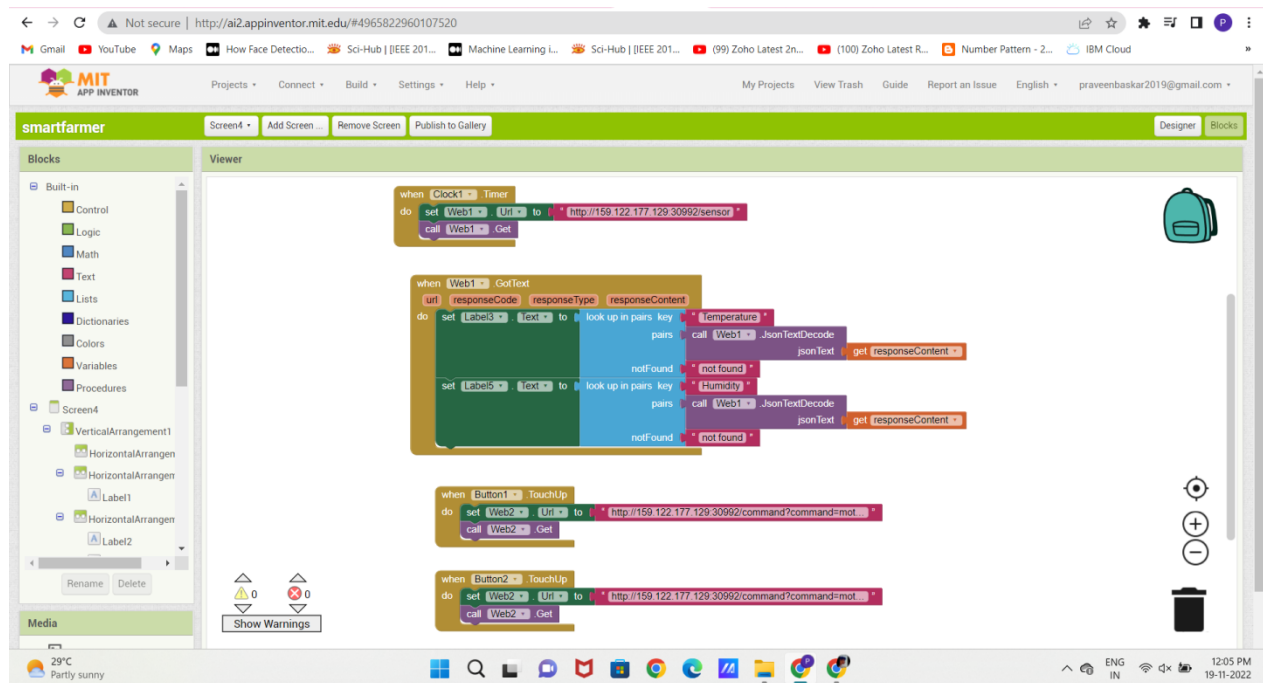 Not secure | http://ai2.appinventor.mit.edu/#4965822960107520
Gmail YouTube Maps How Face Detectio... Sci-Hub | [IEEE 201... Machine Learning i... Sci-Hub | [IEEE 201... (99) Zoho Latest 2n... (100) Zoho Latest R... Number Pattern - 2... IBM Cloud »
MIT APP INVENTOR Projects Connect Build Settings Help My Projects View Trash Guide Report an Issue English praveenbaskar2019@gmail.com
smartfarmer Screen4 Add Screen ... Remove Screen Publish to Gallery Designer Blocks
Blocks Viewer
Built-in
Control
Logic
Math
Text
Lists
Dictionaries
Colors
Variables
Procedures
Screen4
VerticalArrangement1
HorizontalArrangen
HorizontalArrangem
Label1
HorizontalArrangem
Label2
Rename Delete
Media
when Clock1 .Timer
do set Web1 . Url to " http://159.122.177.129:30992/sensor "
call Web1 .Get
when Web1 .GotText
url responseCode responseType responseContent
do set Label3 . Text to look up in pairs key " Temperature "
pairs call Web1 .JsonTextDecode
jsonText get responseContent
notFound " not found "
set Label5 . Text to look up in pairs key " Humidity "
pairs call Web1 .JsonTextDecode
jsonText get responseContent
notFound " not found "
when Button1 .TouchUp
do set Web2 . Url to " http://159.122.177.129:30992/command?command=mot... "
call Web2 .Get
when Button2 .TouchUp
do set Web2 . Url to " http://159.122.177.129:30992/command?command=mot... "
call Web2 .Get
0 0
Show Warnings
29°C
Partly sunny
ENG
IN
12:05 PM
19-11-2022